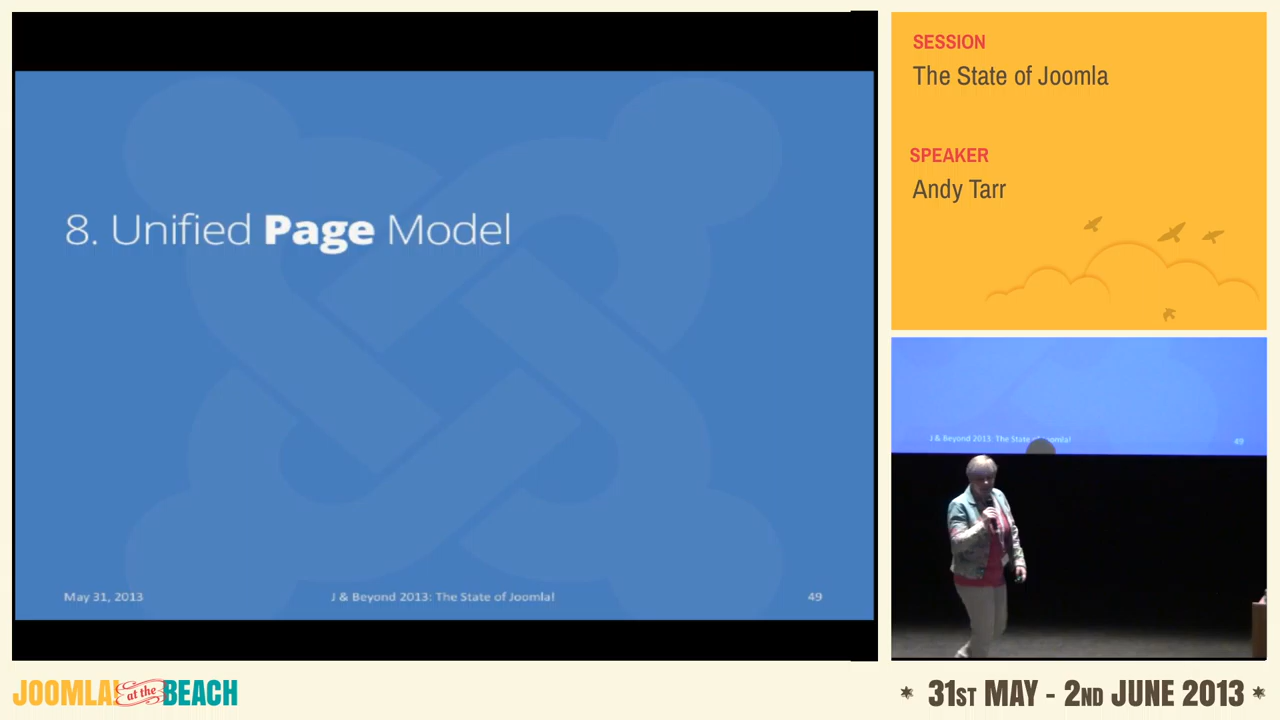 8. Unified Page Model
May 31, 2013
J & Beyond 2013: The State of Joomla!
49
SESSION
The State of Joomla
SPEAKER
Andy Tarr
J & Beyond 2013: The State of Joomla!
49
JOOMLA! at the BEACH
* 31ST MAY - 2ND JUNE 2013 *